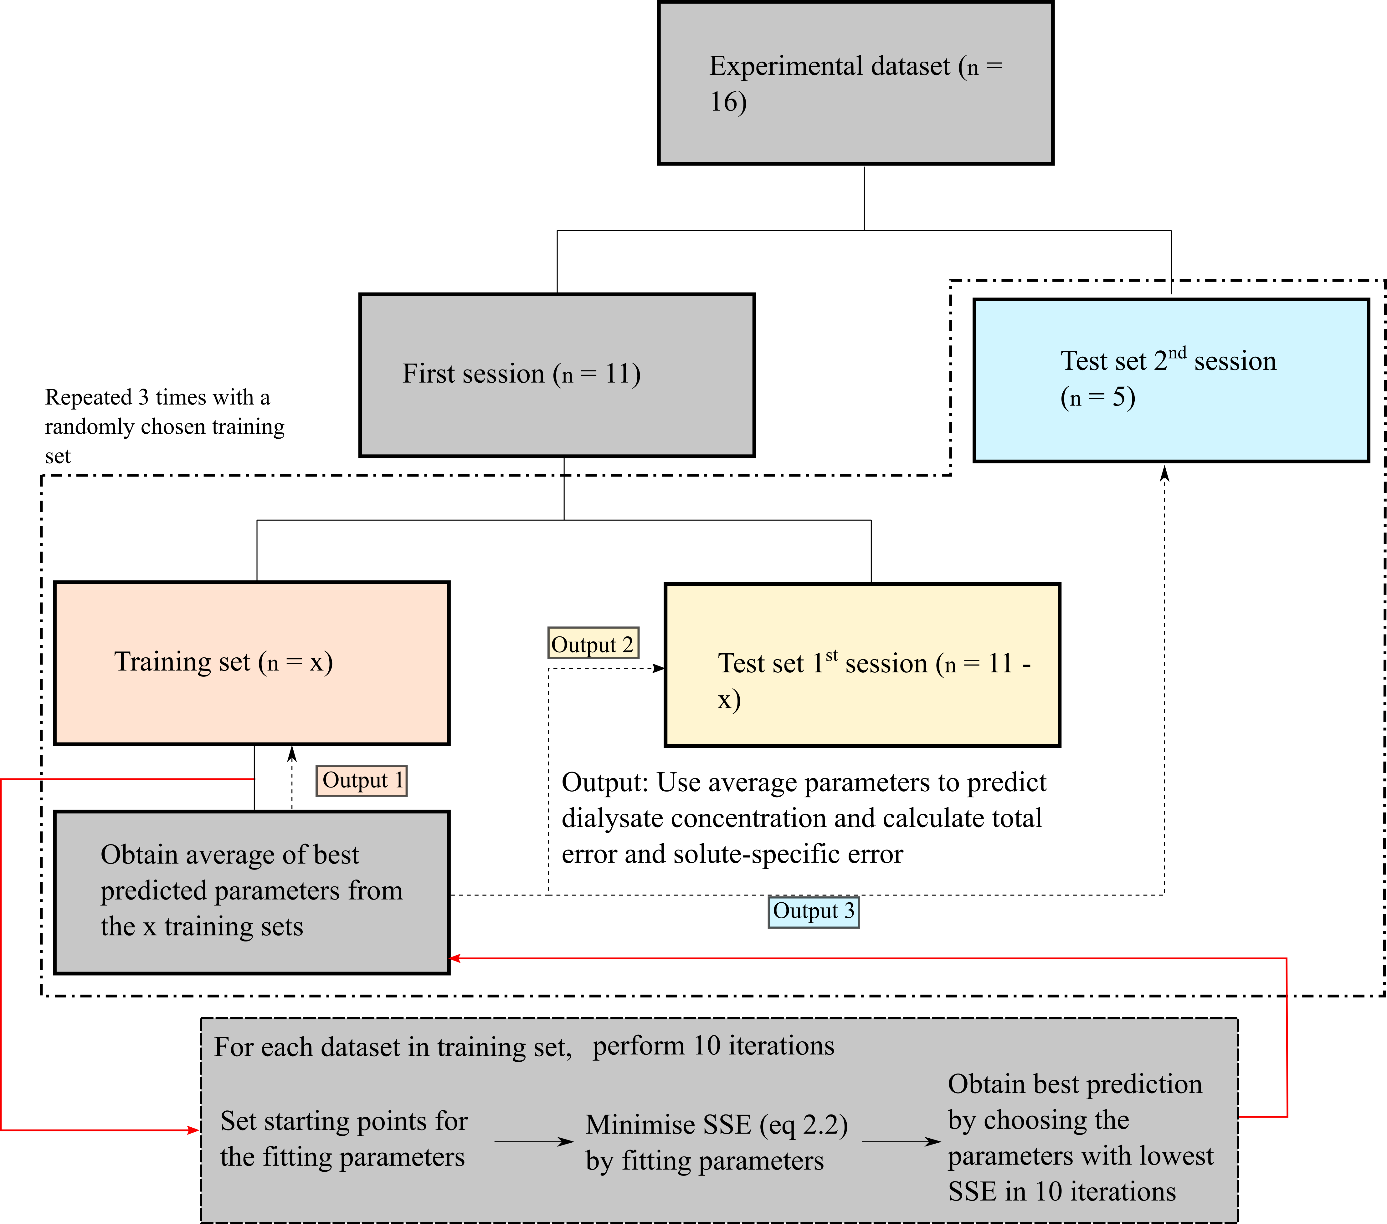 Experimental dataset (n =
16)
First session (n = 11)
Test set 2nd session
(n = 5)
Repeated 3 times with a
randomly chosen training
set
Training set (n = x)
Output 2
Test set 1st session (n = 11 -
x)
Output 1
Output: Use average parameters to predict
dialysate concentration and calculate total
error and solute-specific error
Obtain average of best
predicted parameters from
the x training sets
Output 3
For each dataset in training set, perform 10 iterations
Set starting points for
the fitting parameters
Minimise SSE (eq 2.2)
by fitting parameters
Obtain best prediction
by choosing the
parameters with lowest
SSE in 10 iterations